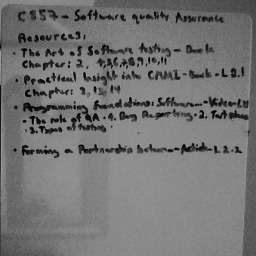 CS57 - Software quality Assurance
Resources:
• The Art of Software testing - Book
Chapter: 2, 4,5,6,7,8,9,10,11
• Practical Insight into CMMI - Book - L2.1
Chapter: 3, 13, 14
• Programming foundations: Software... - Video -
- The role of QA • 4. Bug Reporting • 2. Test phase
• 3. Types of testing
• Forming a Partnership between - Article - L2.2